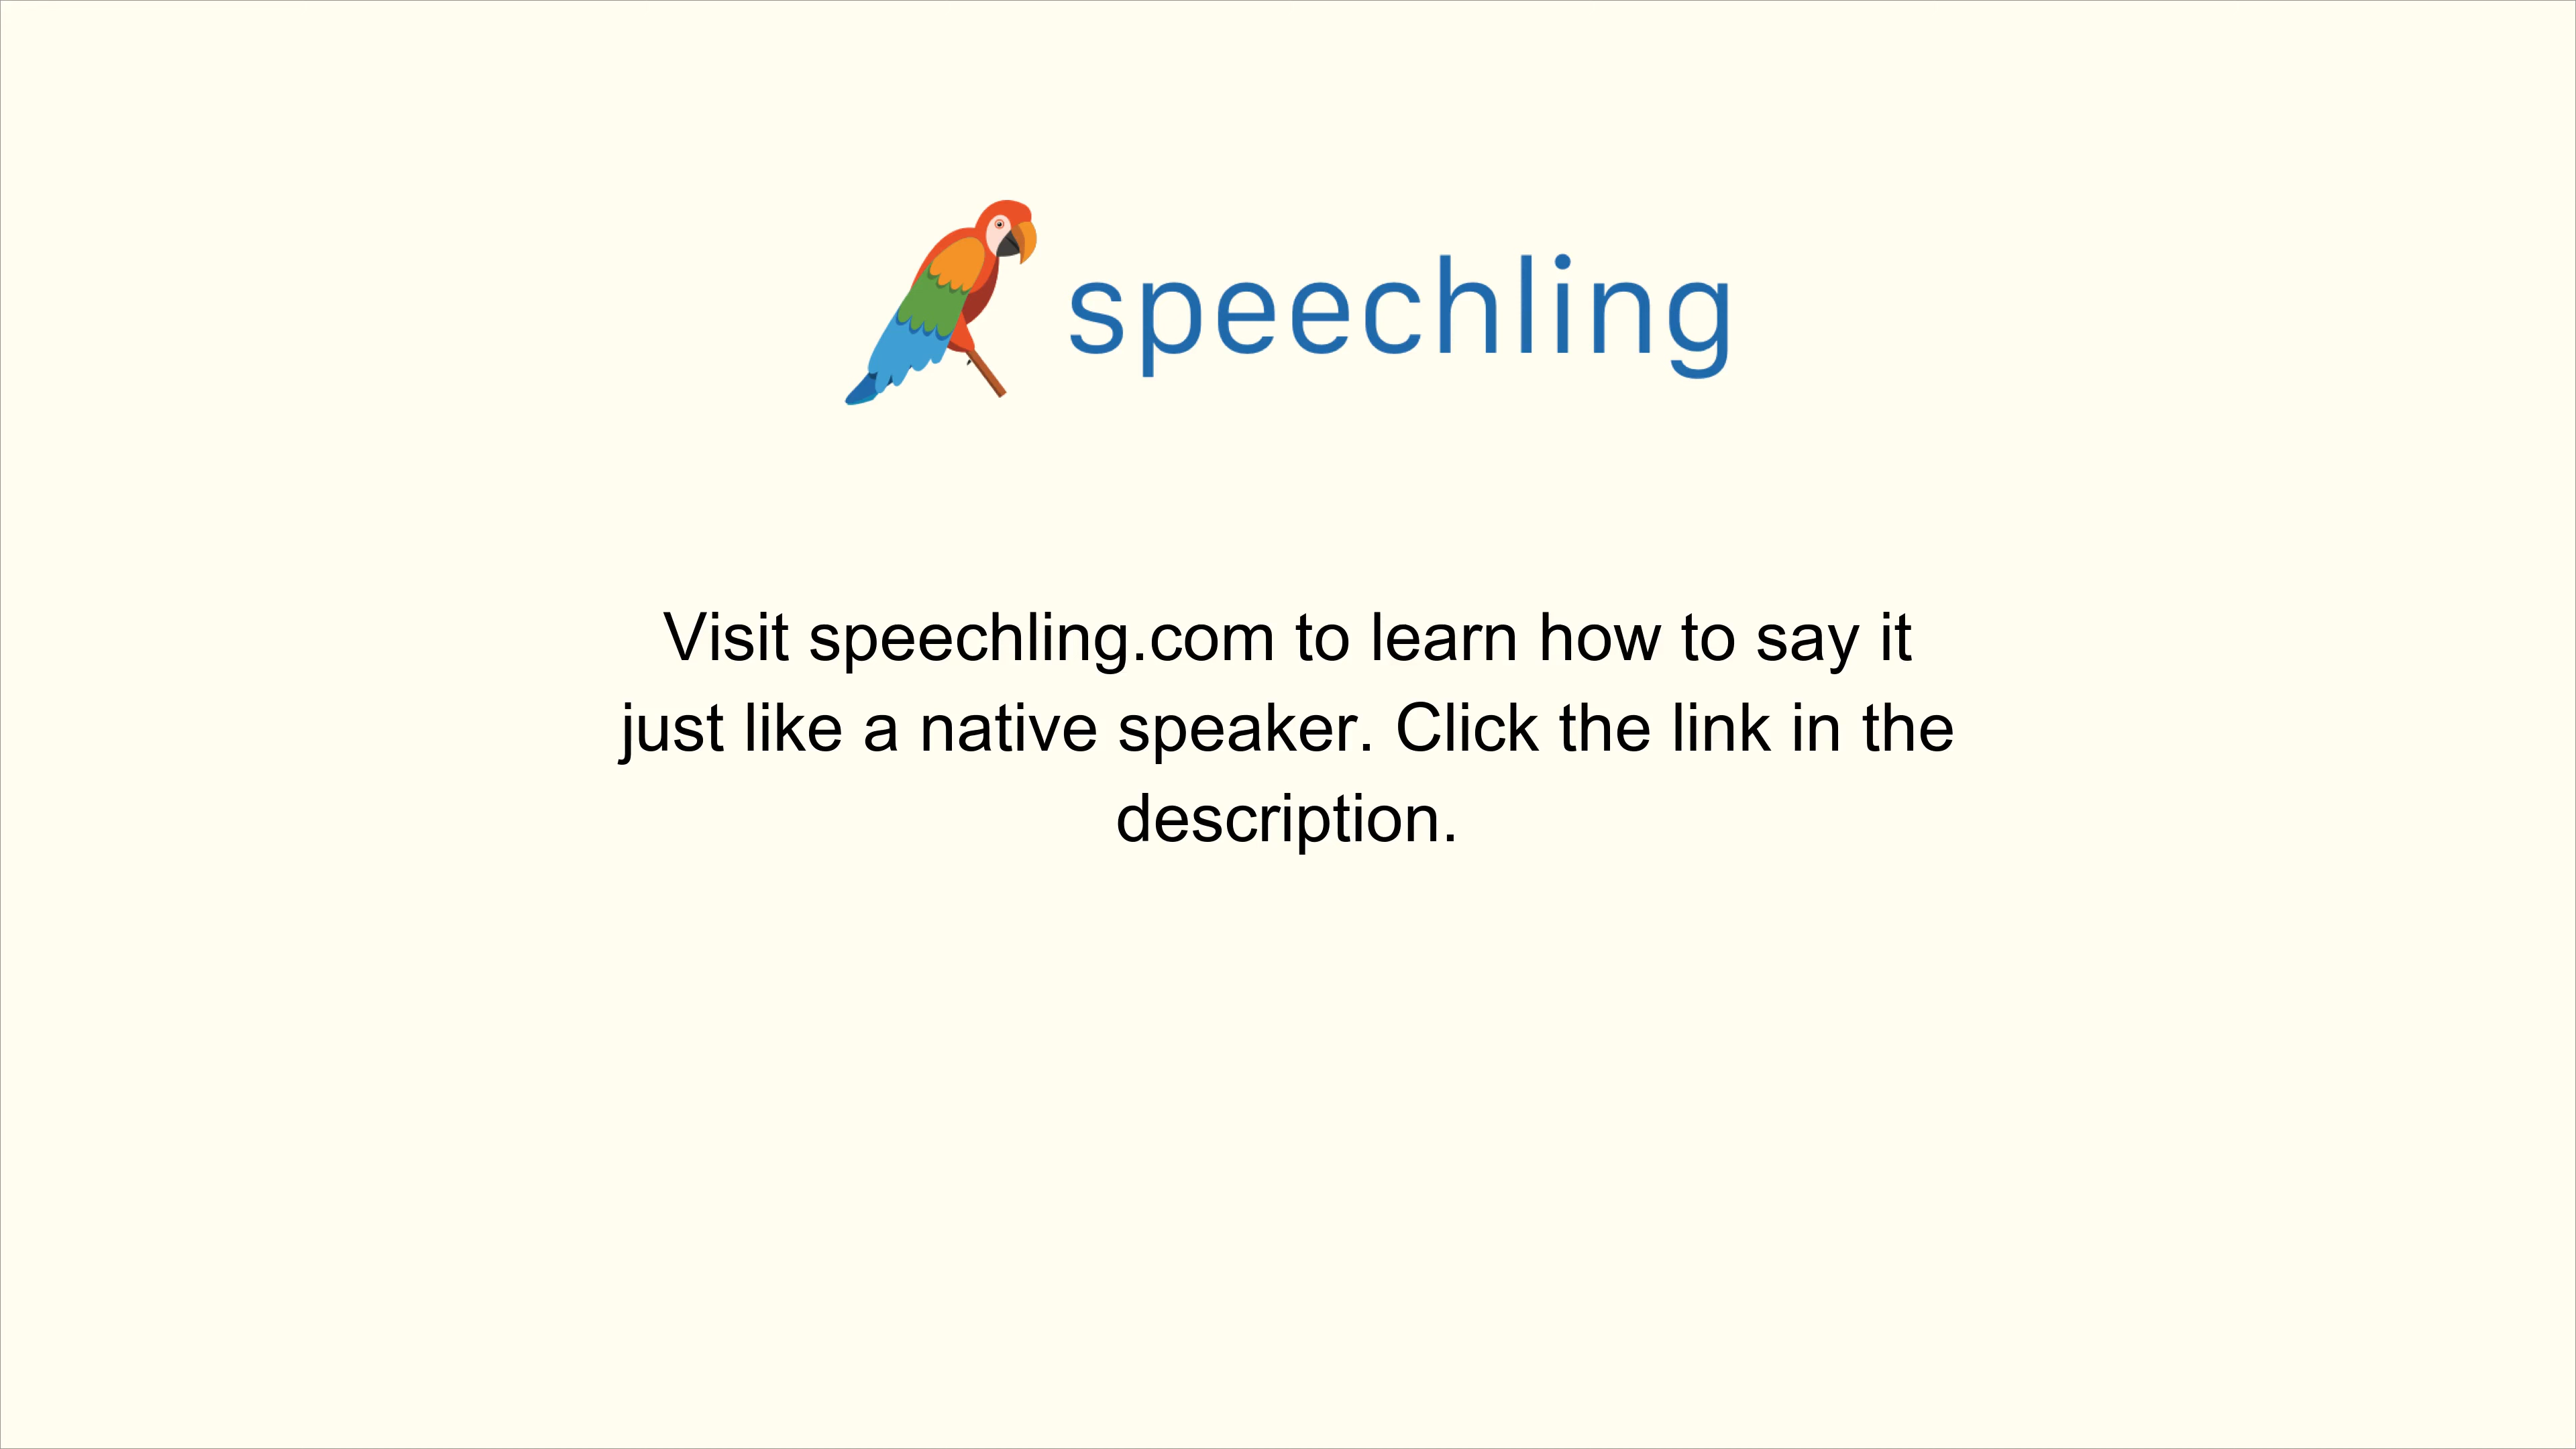 speechling
Visit speechling.com to learn how to say it
just like a native speaker. Click the link in the
description.